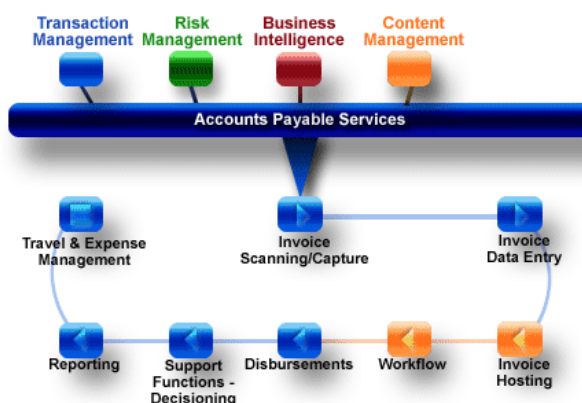 Transaction
Management
Risk
Management
Business
Intelligence
Content
Management
Accounts Payable Services
Travel & Expense
Management
Invoice
Scanning/Capture
Invoice
Data Entry
Reporting
Support
Functions -
Decisioning
Disbursements
Workflow
Invoice
Hosting